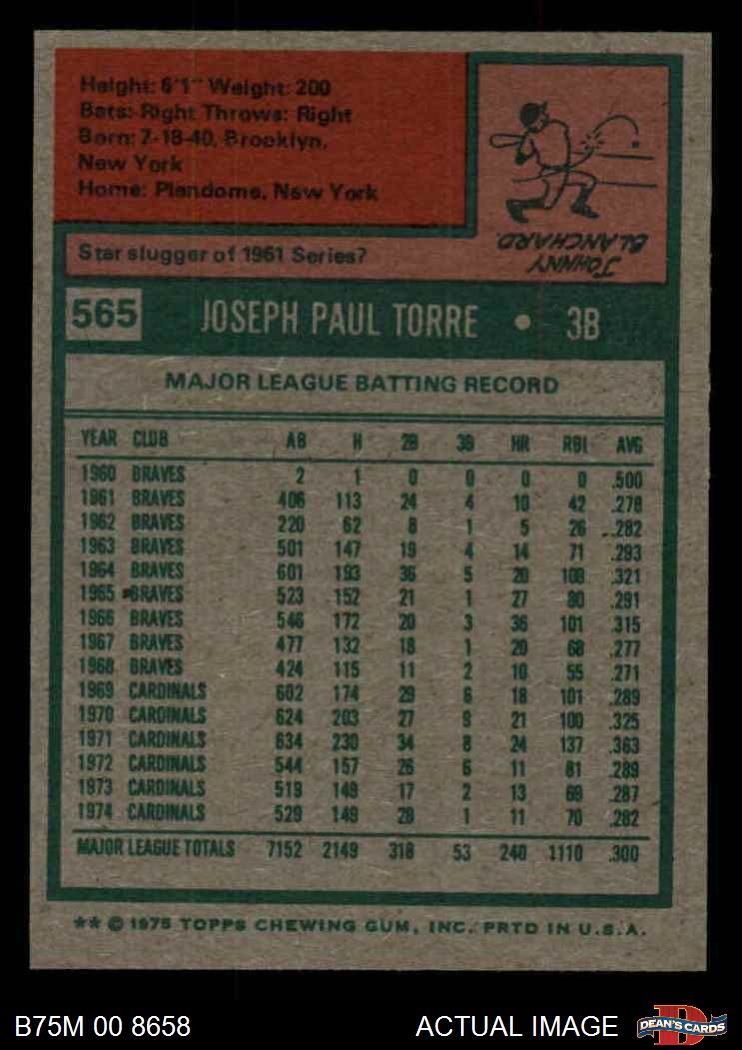 Height: 6'1" Weight: 200
Bats: Right Throws: Right
Born: 7-18-40, Brooklyn,
New York
Home: Plandome, New York
Star slugger of 1961 Series?
JOHNNY
BLANCHARD.
565 JOSEPH PAUL TORRE • 3B
MAJOR LEAGUE BATTING RECORD
YEAR CLUB AB H 2B 3B HR RBI AVG
1960 BRAVES 2 1 0 0 0 0 .500
1961 BRAVES 406 113 24 4 10 42 .278
1962 BRAVES 220 62 8 1 5 26 .282
1963 BRAVES 501 147 19 4 14 71 .293
1964 BRAVES 601 193 36 5 20 109 .321
1965 BRAVES 523 152 21 1 27 80 .291
1966 BRAVES 546 172 20 3 36 101 .315
1967 BRAVES 477 132 18 1 20 68 .277
1968 BRAVES 424 115 11 2 10 55 .271
1969 CARDINALS 602 174 29 6 18 101 .289
1970 CARDINALS 624 203 27 9 21 100 .325
1971 CARDINALS 634 230 34 8 24 137 .363
1972 CARDINALS 544 157 26 6 11 81 .289
1973 CARDINALS 519 149 17 2 13 69 .287
1974 CARDINALS 529 149 28 1 11 70 .282
MAJOR LEAGUE TOTALS 7152 2149 318 53 240 1110 .300
** © 1975 TOPPS CHEWING GUM, INC. PRTD IN U.S.A.
B75M 00 8658 ACTUAL IMAGE DEAN'S CARDS